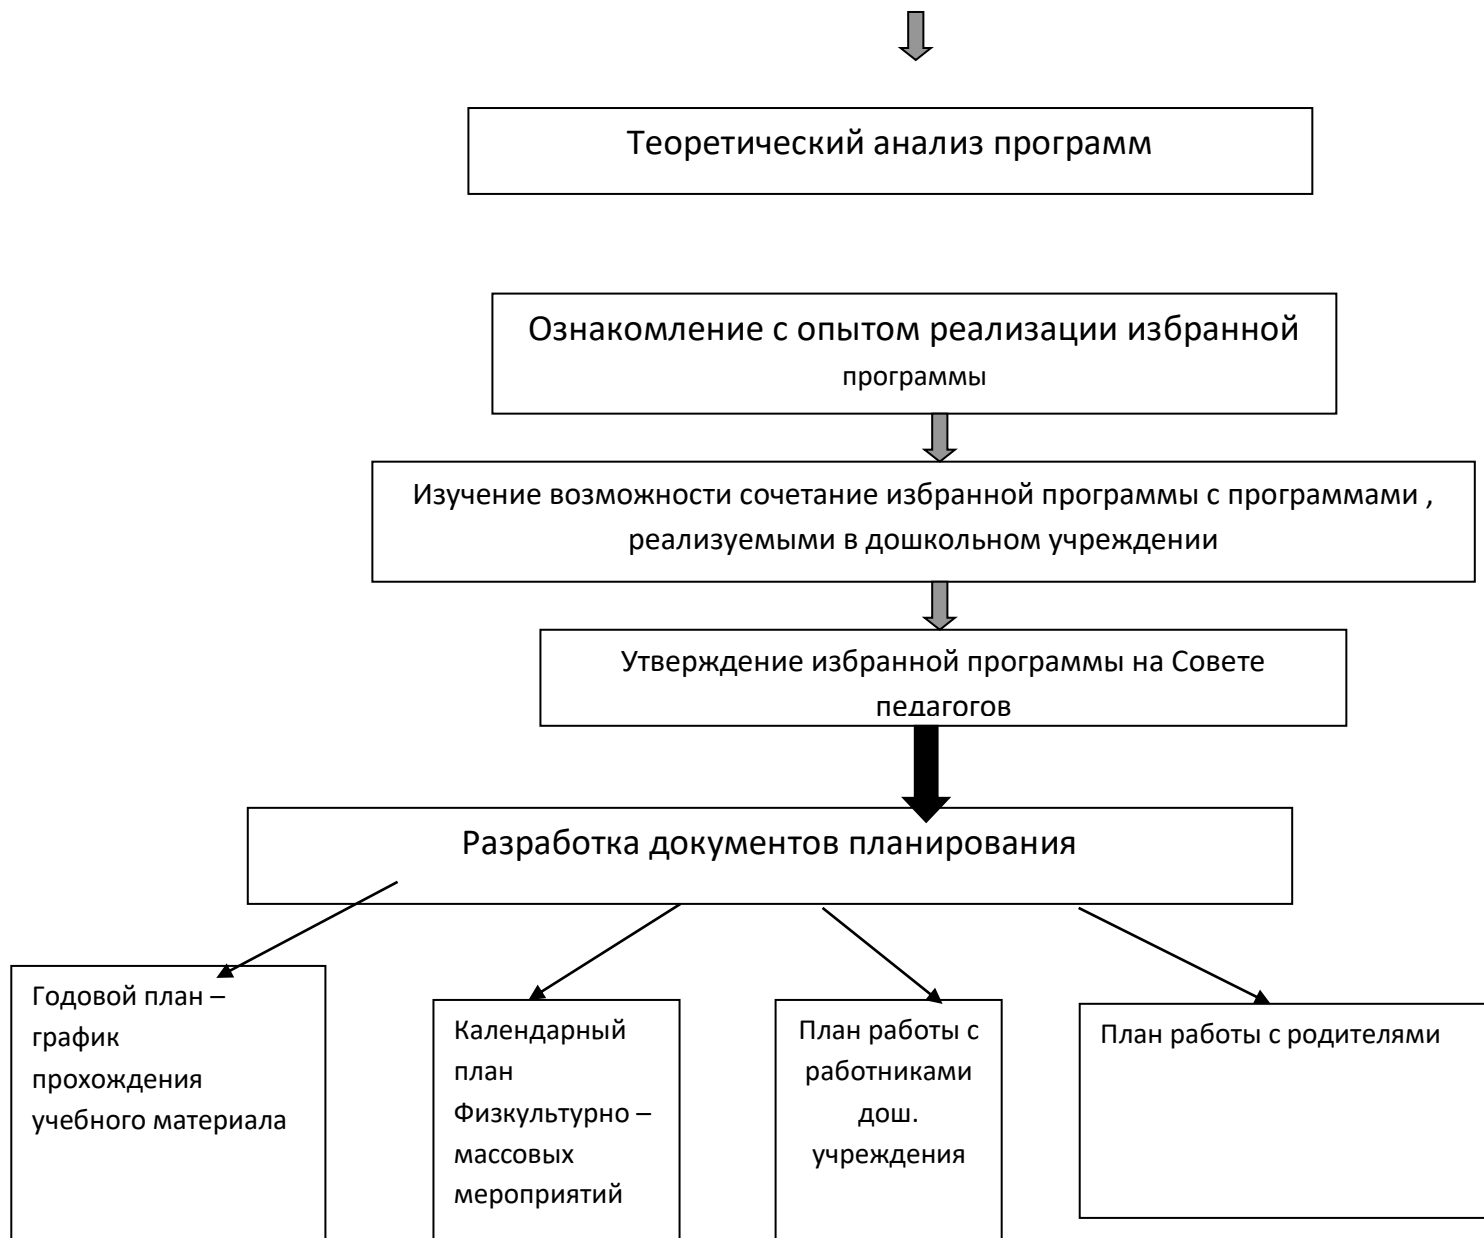 Теоретический анализ программ
Ознакомление с опытом реализации избранной
программы
Изучение возможности сочетание избранной программы с программами ,
реализуемыми в дошкольном учреждении
Утверждение избранной программы на Совете
педагогов
Разработка документов планирования
Годовой план –
график
прохождения
учебного материала
Календарный
план
Физкультурно –
массовых
мероприятий
План работы с
работниками
дош.
учреждения
План работы с родителями